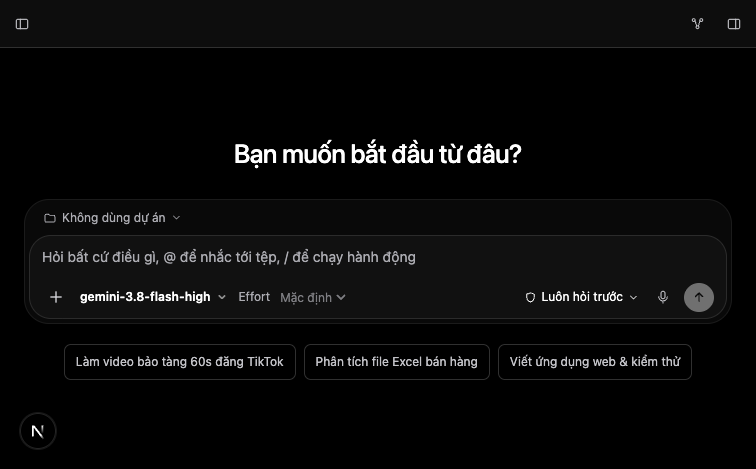 Bạn muốn bắt đầu từ đâu?
Không dùng dự án
Hỏi bất cứ điều gì, @ để nhắc tới tệp, / để chạy hành động
gemini-3.8-flash-high Effort Mặc định Luôn hỏi trước
Làm video bảo tàng 60s đăng TikTok Phân tích file Excel bán hàng Viết ứng dụng web & kiểm thử
N